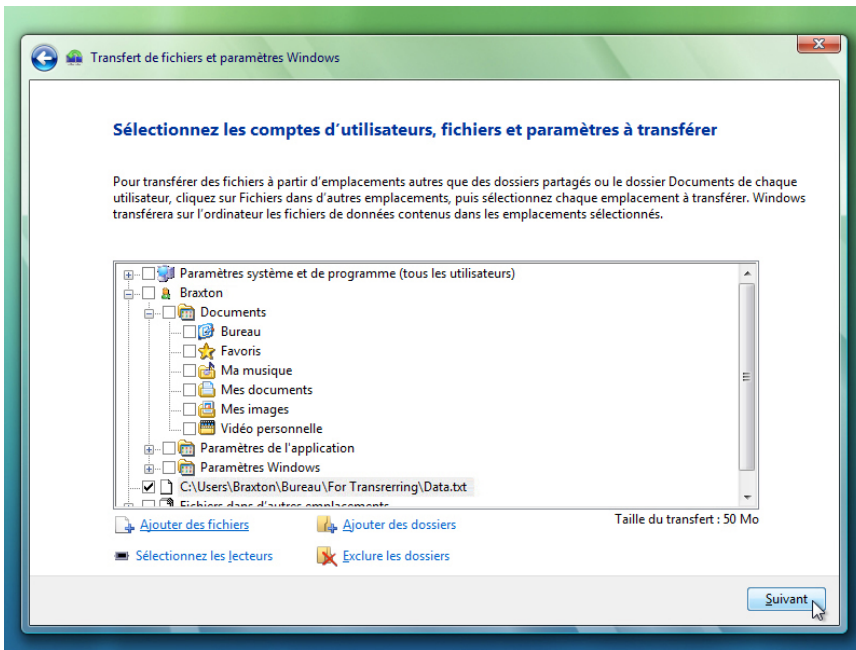 Transfert de fichiers et paramètres Windows
Sélectionnez les comptes d'utilisateurs, fichiers et paramètres à transférer
Pour transférer des fichiers à partir d'emplacements autres que des dossiers partagés ou le dossier Documents de chaque
utilisateur, cliquez sur Fichiers dans d'autres emplacements, puis sélectionnez chaque emplacement à transférer. Windows
transférera sur l'ordinateur les fichiers de données contenus dans les emplacements sélectionnés.
Paramètres système et de programme (tous les utilisateurs)
Braxton
Documents
Bureau
Favoris
Ma musique
Mes documents
Mes images
Vidéo personnelle
Paramètres de l'application
Paramètres Windows
C:\Users\Braxton\Bureau\For Transrerring\Data.txt
Fichiers dans d'autres emplacements
Ajouter des fichiers
Ajouter des dossiers
Taille du transfert : 50 Mo
Sélectionnez les lecteurs
Exclure les dossiers
Suivant